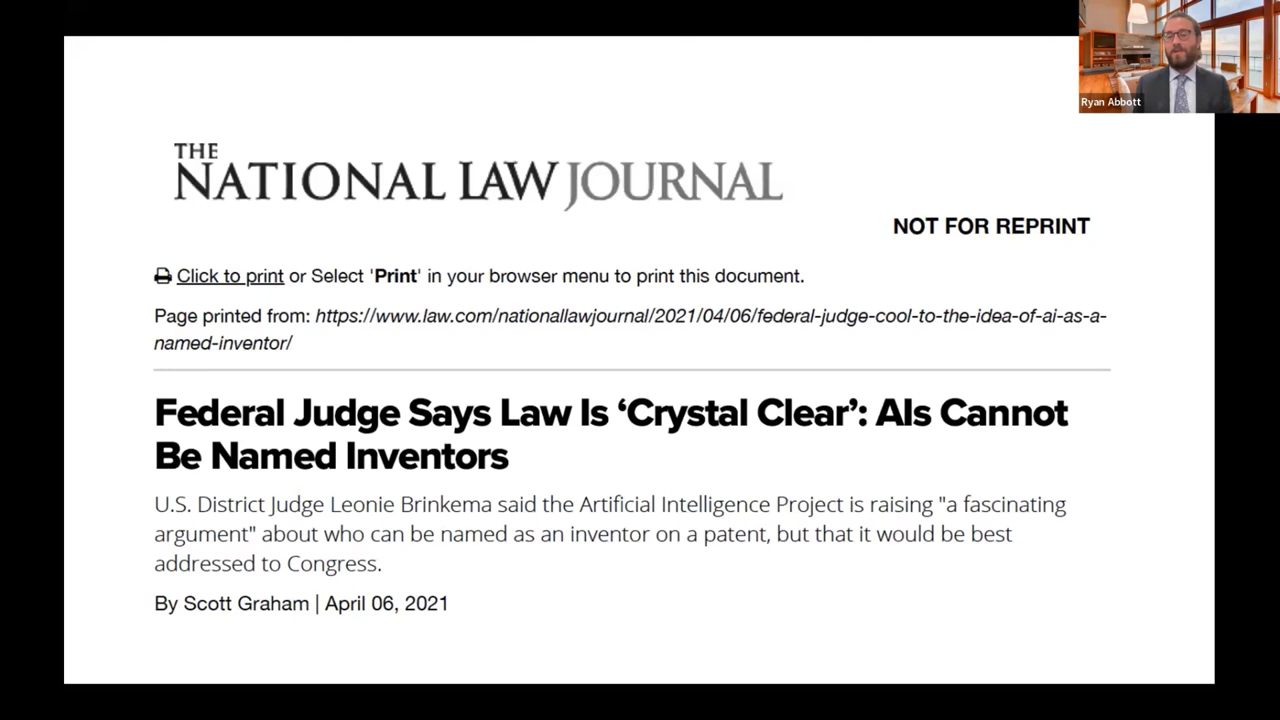 Ryan Abbott
THE
NATIONAL LAW JOURNAL
NOT FOR REPRINT
Click to print or Select 'Print' in your browser menu to print this document.
Page printed from: https://www.law.com/nationallawjournal/2021/04/06/federal-judge-cool-to-the-idea-of-ai-as-a-
named-inventor/
Federal Judge Says Law Is ‘Crystal Clear’: AIs Cannot
Be Named Inventors
U.S. District Judge Leonie Brinkema said the Artificial Intelligence Project is raising "a fascinating
argument" about who can be named as an inventor on a patent, but that it would be best
addressed to Congress.
By Scott Graham | April 06, 2021